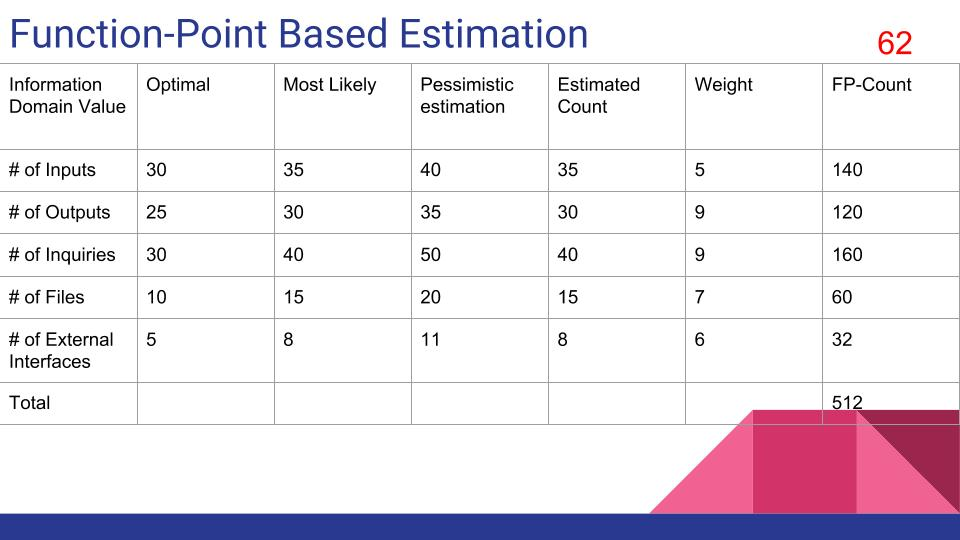 Function-Point Based Estimation
62
Information Domain Value Optimal Most Likely Pessimistic estimation Estimated Count Weight FP-Count
# of Inputs 30 35 40 35 5 140
# of Outputs 25 30 35 30 9 120
# of Inquiries 30 40 50 40 9 160
# of Files 10 15 20 15 7 60
# of External Interfaces 5 8 11 8 6 32
Total 512